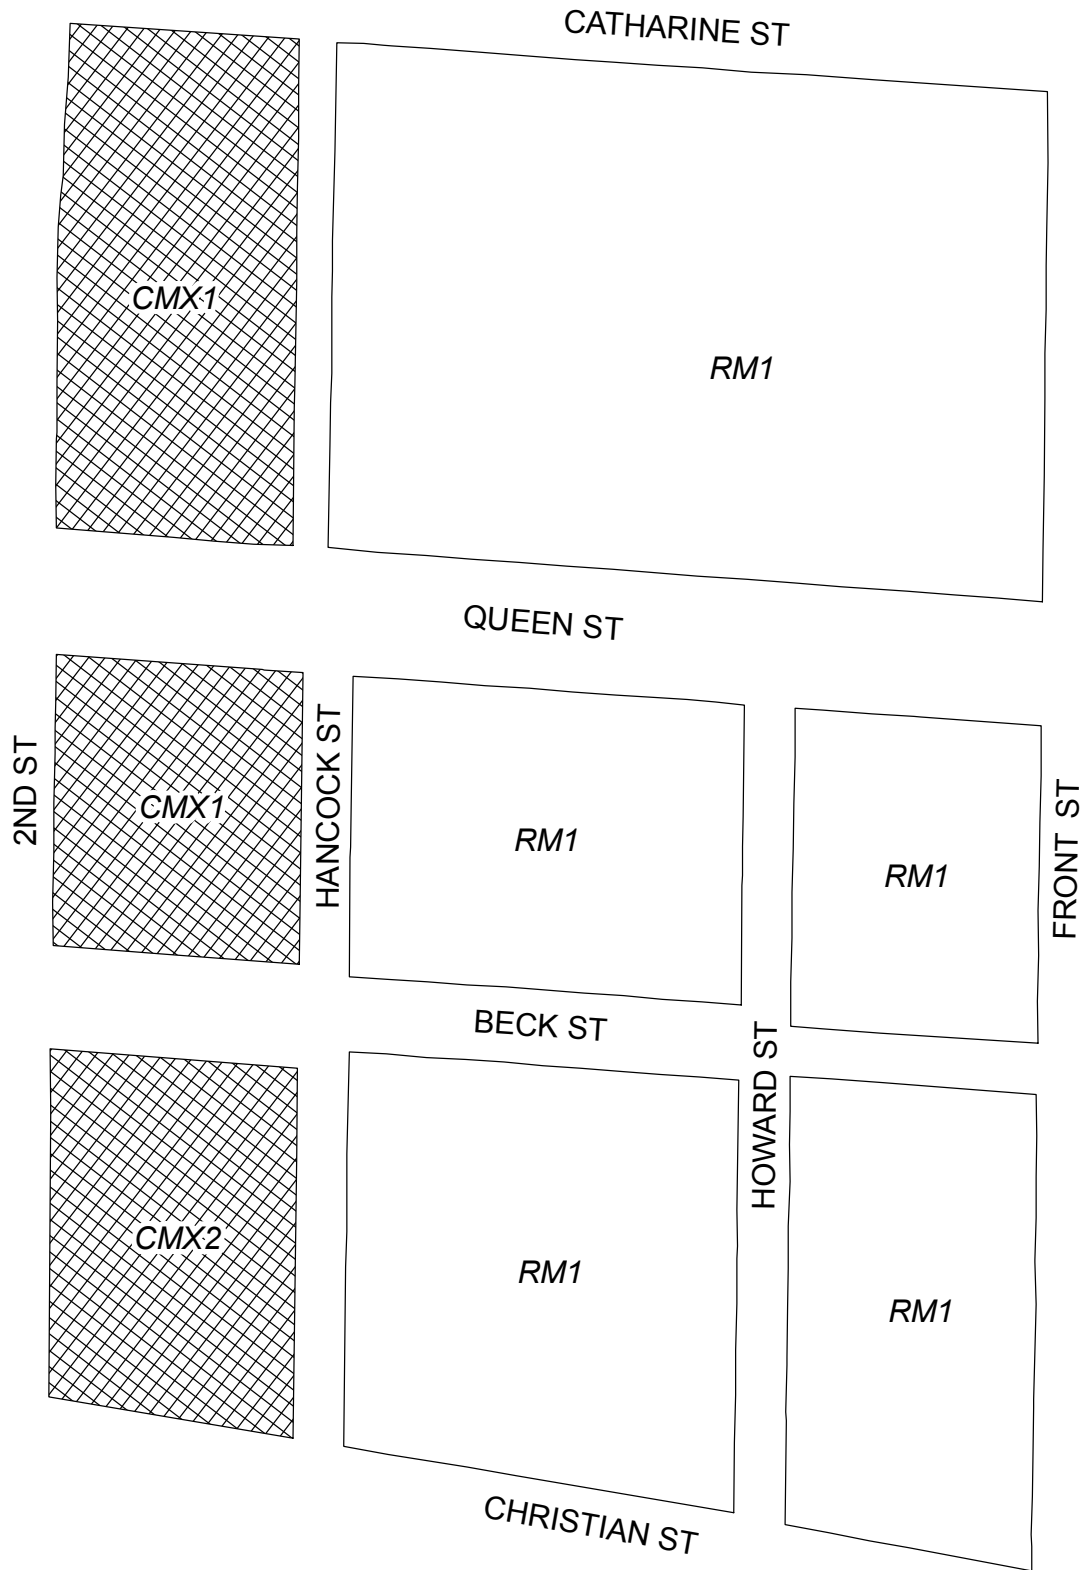 CATHARINE ST
CMX1
RM1
QUEEN ST
2ND ST
CMX1
HANCOCK ST
RM1
RM1
FRONT ST
BECK ST
HOWARD ST
CMX2
RM1
RM1
CHRISTIAN ST